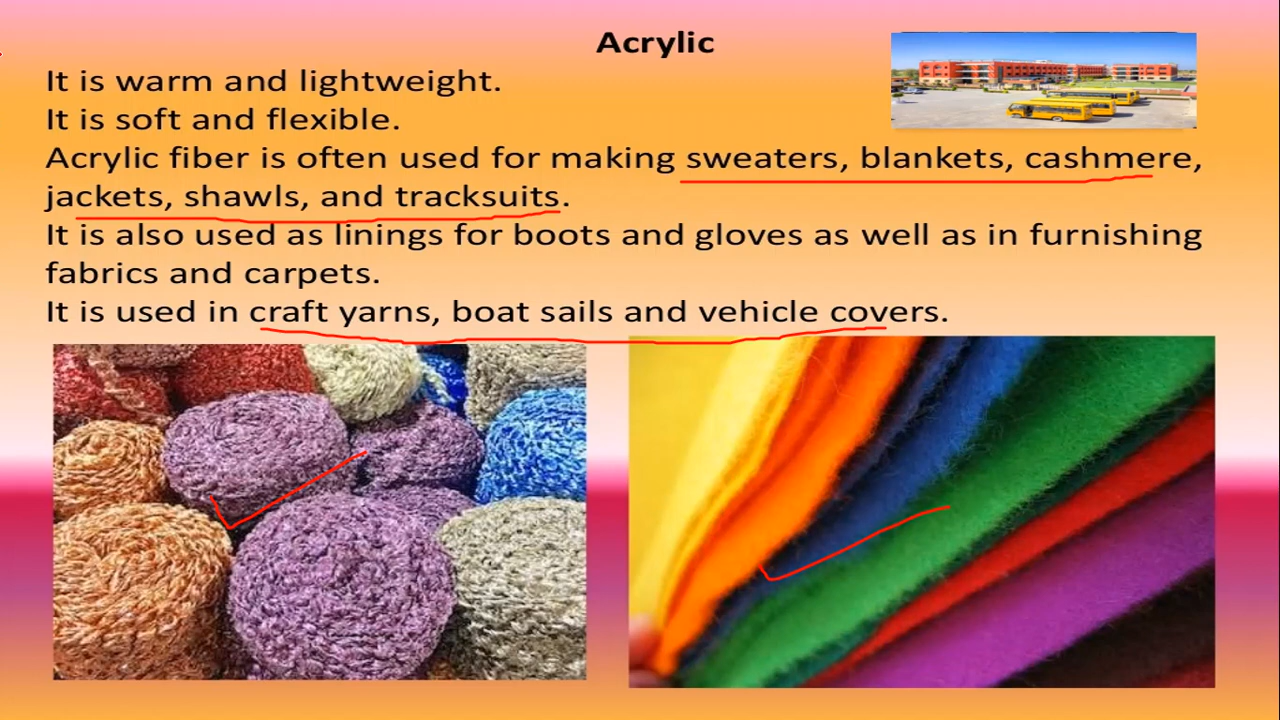 Acrylic
It is warm and lightweight.
It is soft and flexible.
Acrylic fiber is often used for making sweaters, blankets, cashmere,
jackets, shawls, and tracksuits.
It is also used as linings for boots and gloves as well as in furnishing
fabrics and carpets.
It is used in craft yarns, boat sails and vehicle covers.